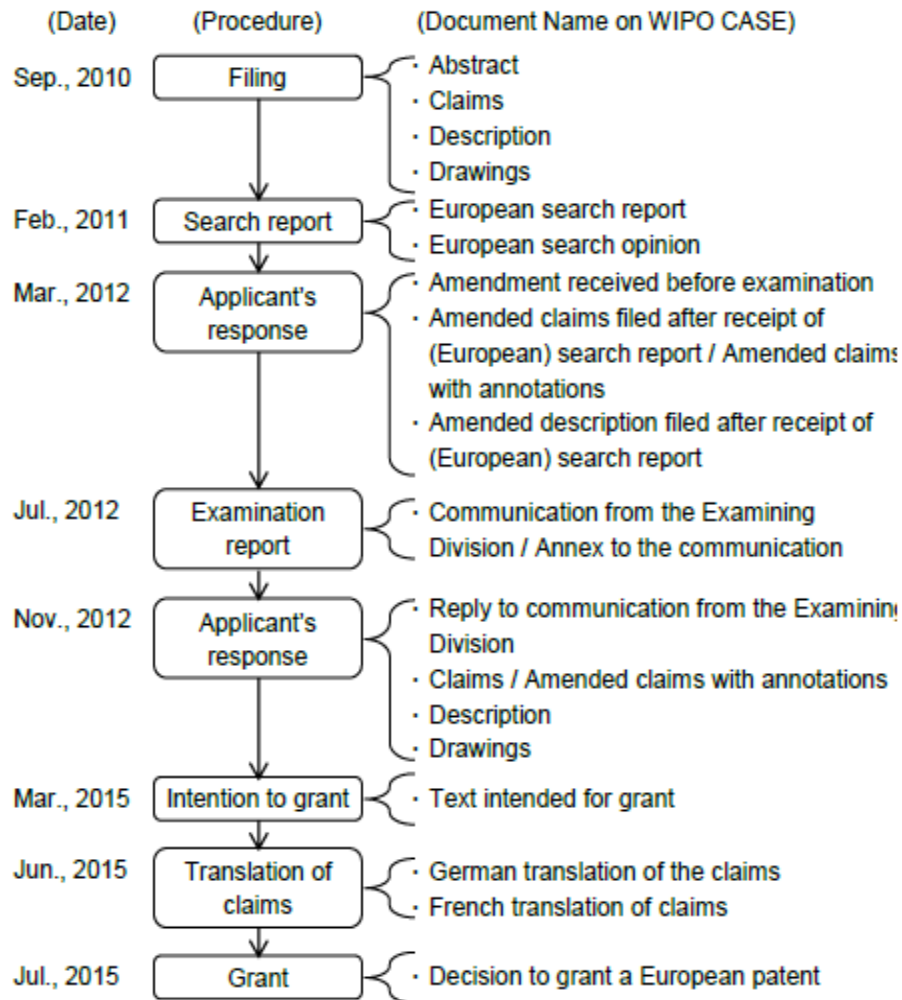 (Date) (Procedure) (Document Name on WIPO CASE)
Sep., 2010 Filing · Abstract
· Claims
· Description
· Drawings
Feb., 2011 Search report · European search report
· European search opinion
Mar., 2012 Applicant's response · Amendment received before examination
· Amended claims filed after receipt of
(European) search report / Amended claims
with annotations
· Amended description filed after receipt of
(European) search report
Jul., 2012 Examination report · Communication from the Examining
Division / Annex to the communication
Nov., 2012 Applicant's response · Reply to communication from the Examining
Division
· Claims / Amended claims with annotations
· Description
· Drawings
Mar., 2015 Intention to grant · Text intended for grant
Jun., 2015 Translation of claims · German translation of the claims
· French translation of claims
Jul., 2015 Grant · Decision to grant a European patent